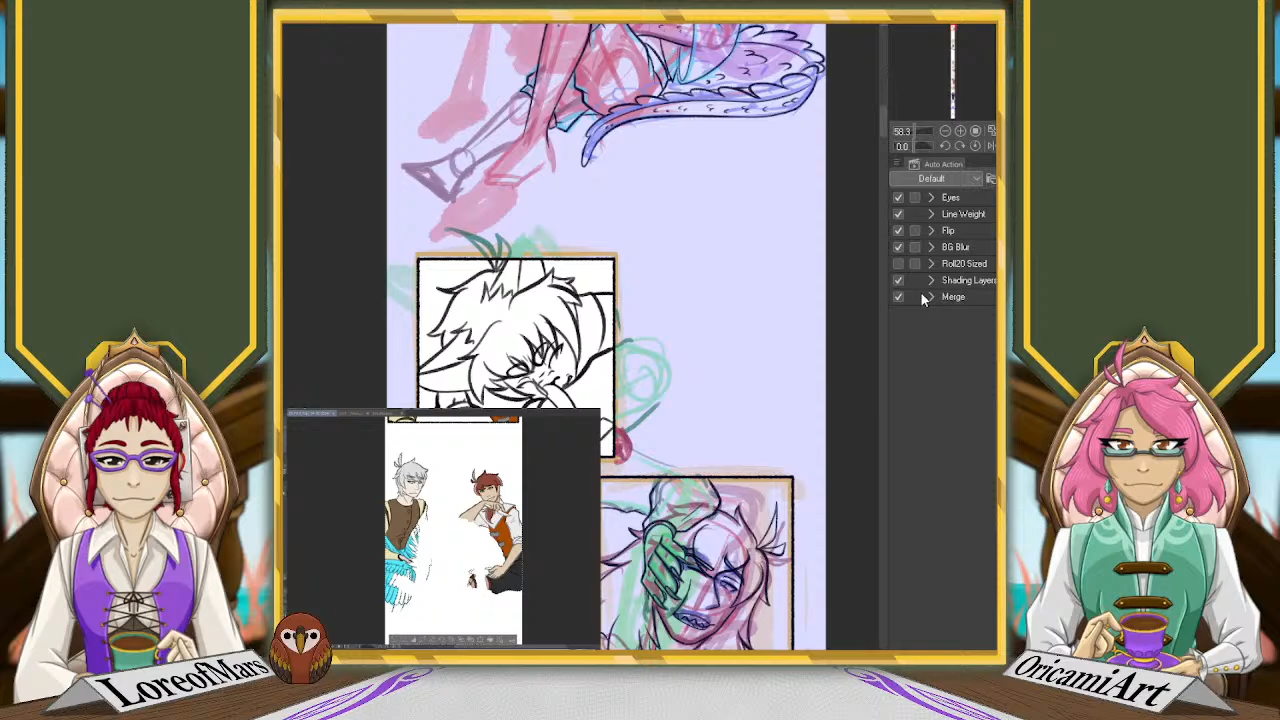 58.3
0.0
Auto Action
Default
Eyes
Line Weight
Flip
BG Blur
Roll20 Sized
Shading Layers
Merge
LoreofMars
OricamiArt